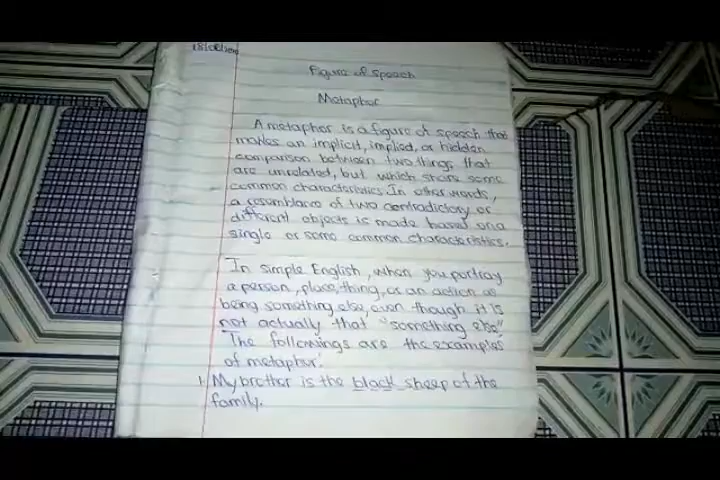 Figure of speech
Metaphor
A metaphor is a figure of speech that
makes an implicit, implied, or hidden
comparison between two things that
are unrelated, but which share some
common characteristics. In other words,
a resemblance of two contradictory or
different objects is made based on a
single or some common characteristics.
In simple English, when you portray
a person, place, thing, or an action as
being something else, even though it is
not actually that "something else",
The followings are the examples
of metaphor.
1. My brother is the black sheep of the
family.